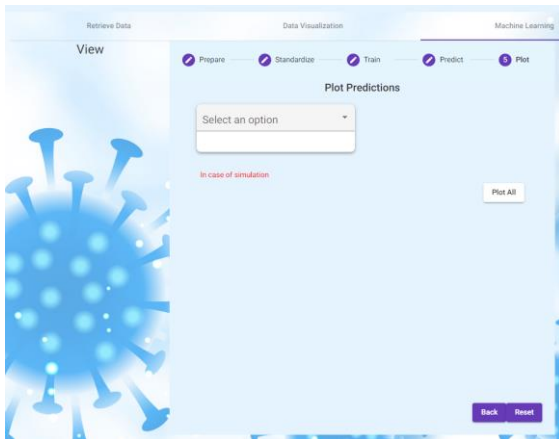 Retrieve Data Data Visualization Machine Learning
View
Prepare Standardize Train Predict 5 Plot
Plot Predictions
Select an option
In case of simulation
Plot All
Back Reset